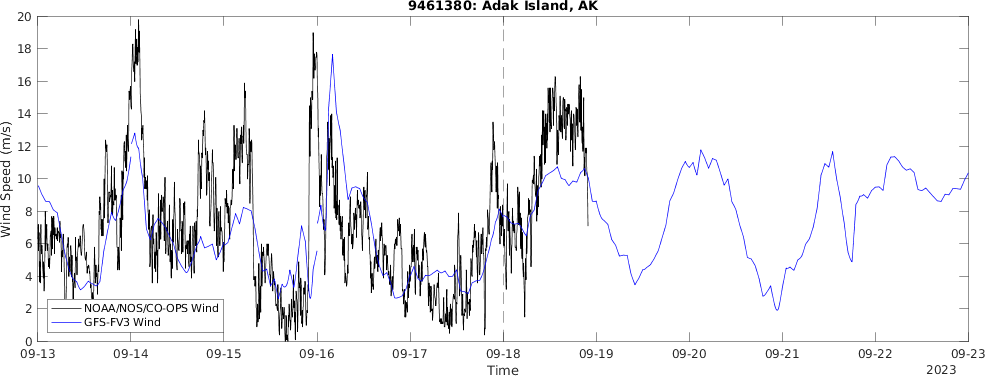 9461380: Adak Island, AK
Wind Speed (m/s)
20
18
16
14
12
10
8
6
4
2
0
NOAA/NOS/CO-OPS Wind
GFS-FV3 Wind
09-13 09-14 09-15 09-16 09-17 09-18 09-19 09-20 09-21 09-22 09-23
Time
2023